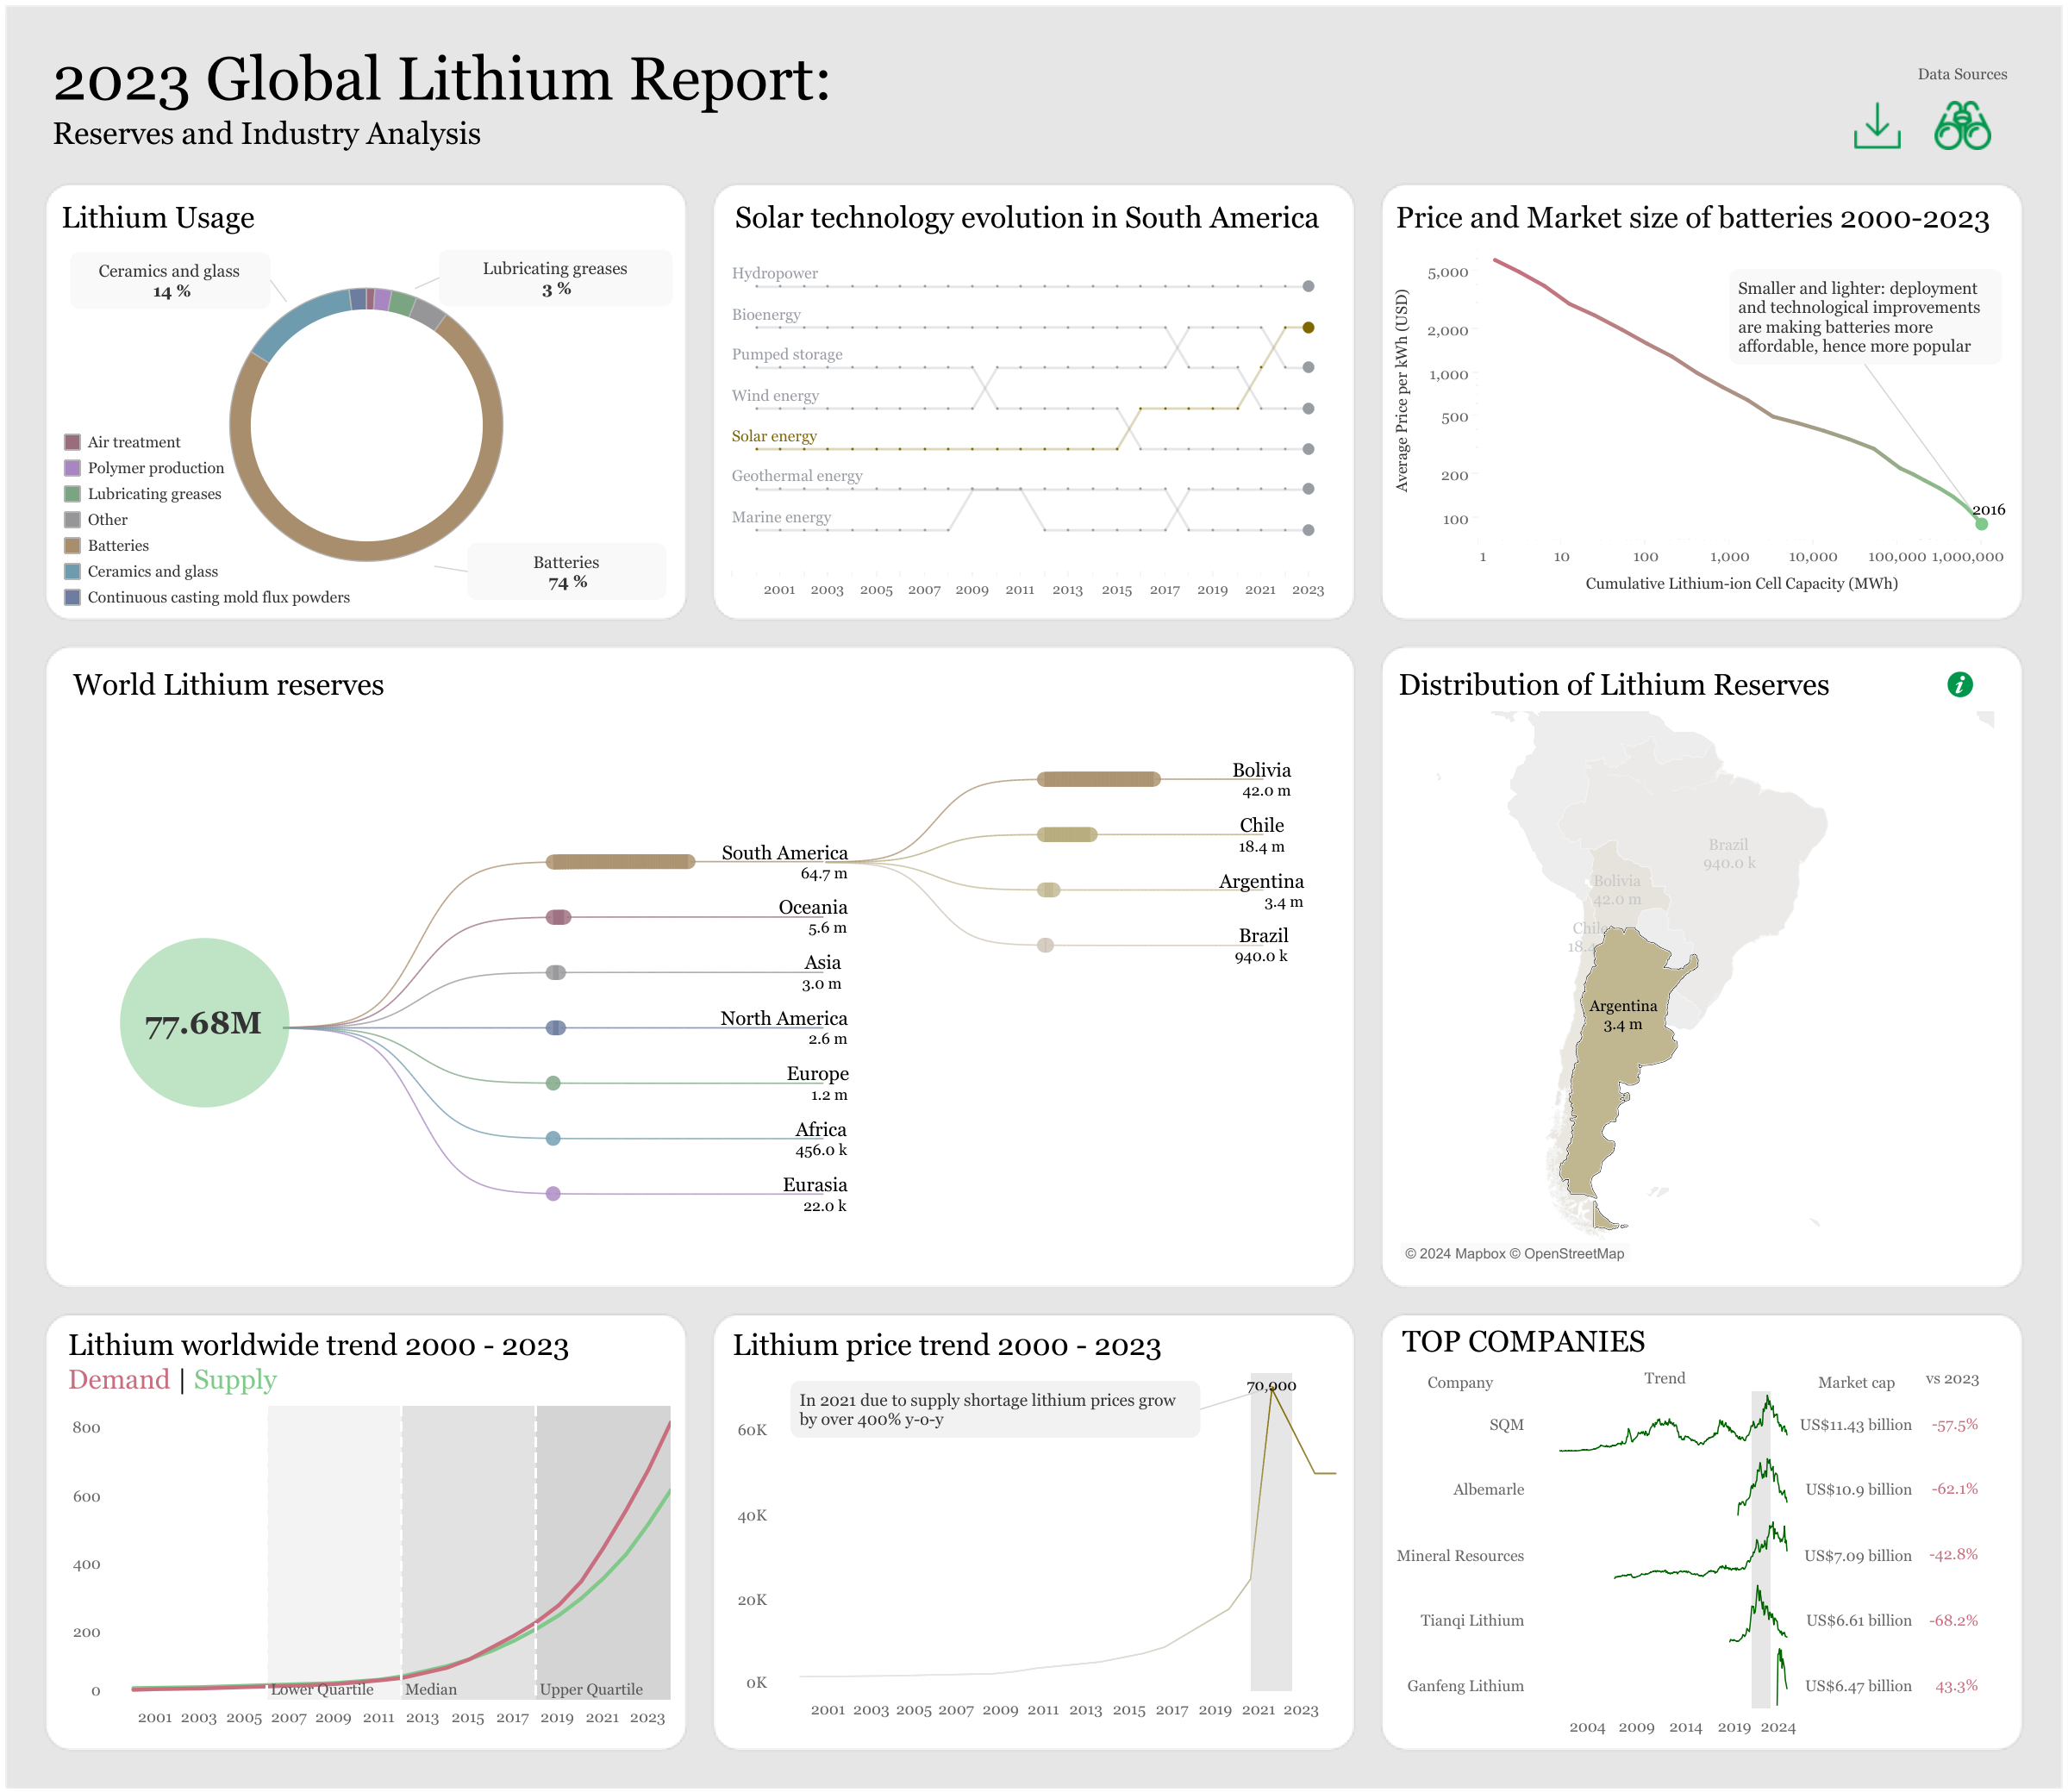 2023 Global Lithium Report:
Reserves and Industry Analysis
Data Sources
Lithium Usage
Ceramics and glass
14 %
Lubricating greases
3 %
Air treatment
Polymer production
Lubricating greases
Other
Batteries
Ceramics and glass
Continuous casting mold flux powders
Batteries
74 %
Solar technology evolution in South America
Hydropower
Bioenergy
Pumped storage
Wind energy
Solar energy
Geothermal energy
Marine energy
2001 2003 2005 2007 2009 2011 2013 2015 2017 2019 2021 2023
Price and Market size of batteries 2000-2023
Average Price per kWh (USD)
5,000
2,000
1,000
500
200
100
Smaller and lighter: deployment
and technological improvements
are making batteries more
affordable, hence more popular
2016
1 10 100 1,000 10,000 100,000 1,000,000
Cumulative Lithium-ion Cell Capacity (MWh)
World Lithium reserves
77.68M
South America
64.7 m
Oceania
5.6 m
Asia
3.0 m
North America
2.6 m
Europe
1.2 m
Africa
456.0 k
Eurasia
22.0 k
Bolivia
42.0 m
Chile
18.4 m
Argentina
3.4 m
Brazil
940.0 k
Distribution of Lithium Reserves
i
Brazil
940.0 k
Bolivia
42.0 m
Chile
18.4
Argentina
3.4 m
© 2024 Mapbox © OpenStreetMap
Lithium worldwide trend 2000 - 2023
Demand | Supply
800
600
400
200
0
Lower Quartile
Median
Upper Quartile
2001 2003 2005 2007 2009 2011 2013 2015 2017 2019 2021 2023
Lithium price trend 2000 - 2023
In 2021 due to supply shortage lithium prices grow
by over 400% y-o-y
70,000
60K
40K
20K
0K
2001 2003 2005 2007 2009 2011 2013 2015 2017 2019 2021 2023
TOP COMPANIES
Company Trend Market cap vs 2023
SQM US$11.43 billion -57.5%
Albemarle US$10.9 billion -62.1%
Mineral Resources US$7.09 billion -42.8%
Tianqi Lithium US$6.61 billion -68.2%
Ganfeng Lithium US$6.47 billion 43.3%
2004 2009 2014 2019 2024